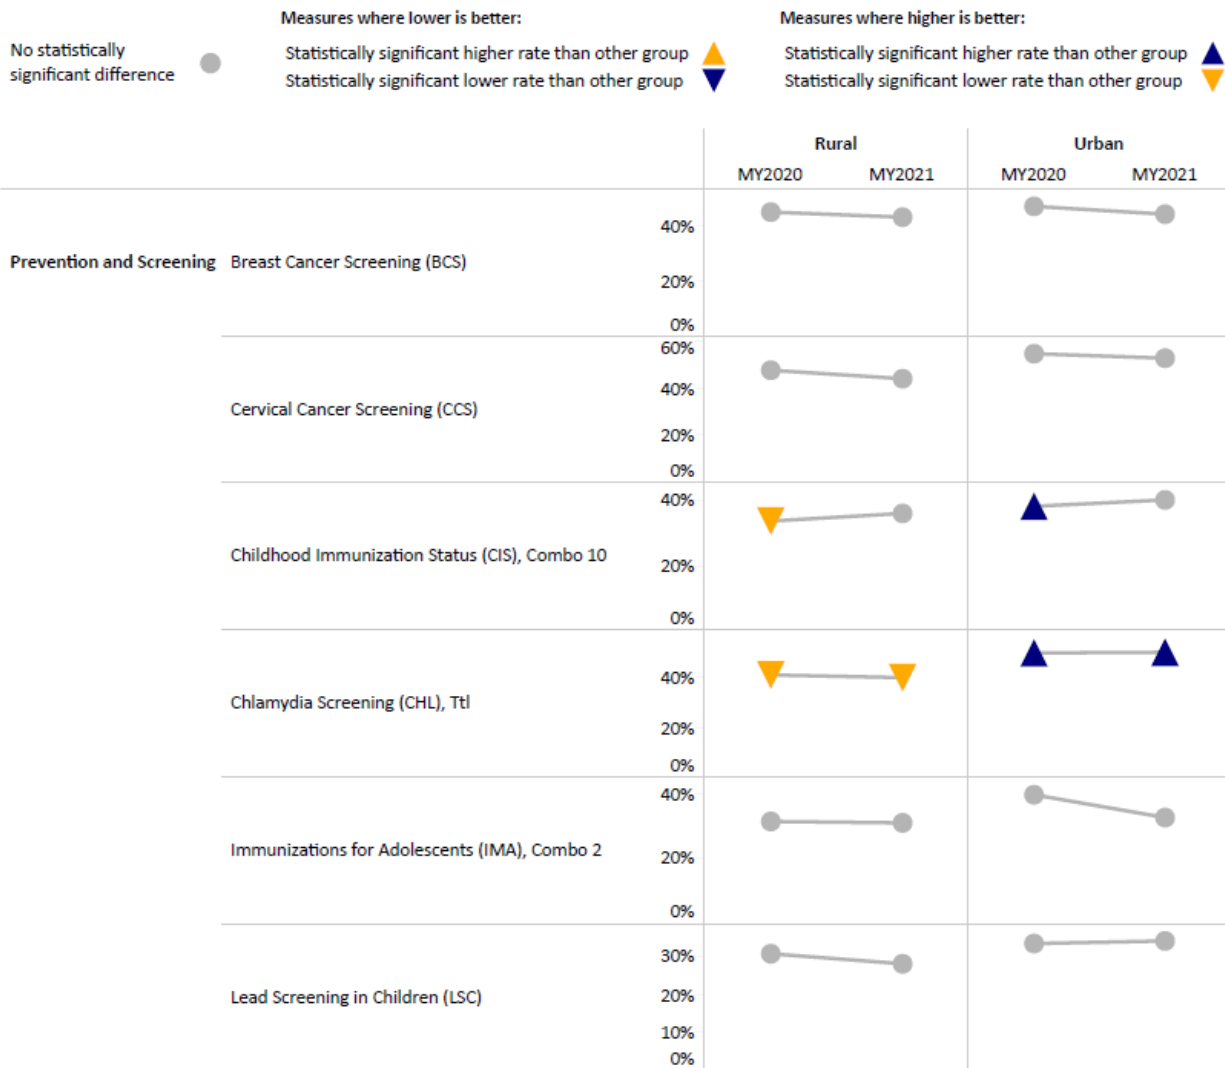 Measures where lower is better:
Measures where higher is better:
No statistically
significant difference
Statistically significant higher rate than other group
Statistically significant lower rate than other group
Statistically significant higher rate than other group
Statistically significant lower rate than other group
Rural
Urban
MY2020
MY2021
MY2020
MY2021
Prevention and Screening
Breast Cancer Screening (BCS)
40%
20%
0%
Cervical Cancer Screening (CCS)
60%
40%
20%
0%
Childhood Immunization Status (CIS), Combo 10
40%
20%
0%
Chlamydia Screening (CHL), Ttl
40%
20%
0%
Immunizations for Adolescents (IMA), Combo 2
40%
20%
0%
Lead Screening in Children (LSC)
30%
20%
10%
0%